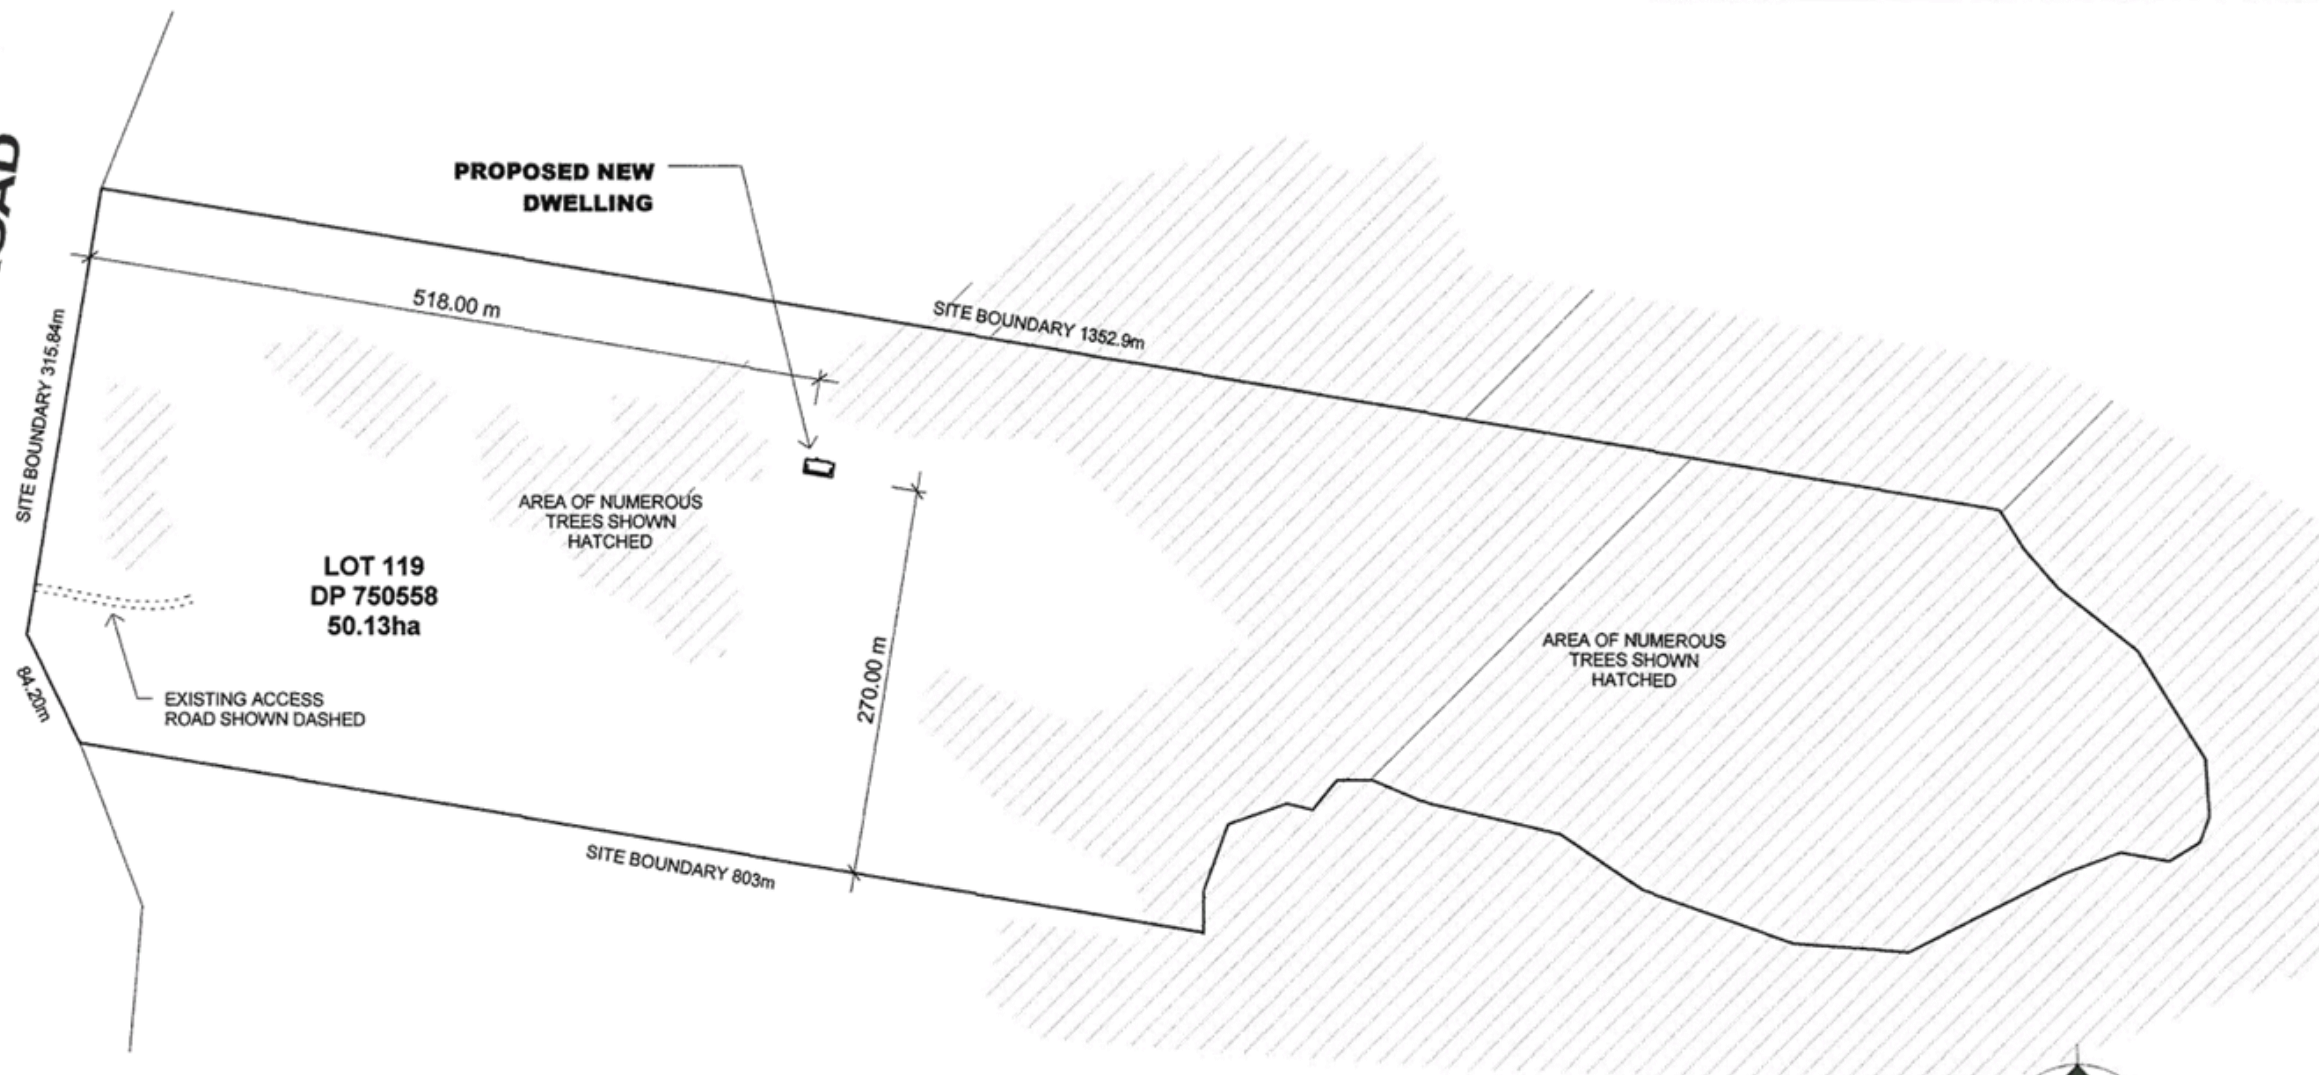 PROPOSED NEW
DWELLING
518.00 m
SITE BOUNDARY 1352.9m
SITE BOUNDARY 315.84m
AREA OF NUMEROUS
TREES SHOWN
HATCHED
LOT 119
DP 750558
50.13ha
270.00 m
AREA OF NUMEROUS
TREES SHOWN
HATCHED
84.20m
EXISTING ACCESS
ROAD SHOWN DASHED
SITE BOUNDARY 803m